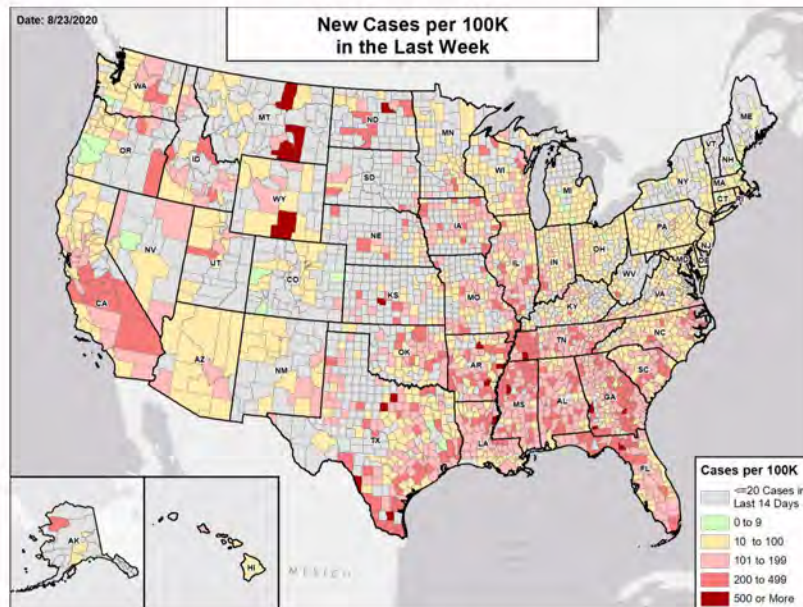 Date: 8/23/2020
New Cases per 100K
in the Last Week
WA
MT
ND
MN
ME
VT
NH
OR
ID
WI
NY
MA
SD
MI
CT
RI
WY
IA
PA
NJ
NE
OH
MD
DE
NV
UT
IL
IN
WV
CO
VA
CA
KS
MO
KY
NC
TN
AZ
NM
OK
AR
SC
MS
AL
GA
TX
LA
FL
AK
HI
MEXICO
Cases per 100K
<=20 Cases in
Last 14 Days
0 to 9
10 to 100
101 to 199
200 to 499
500 or More